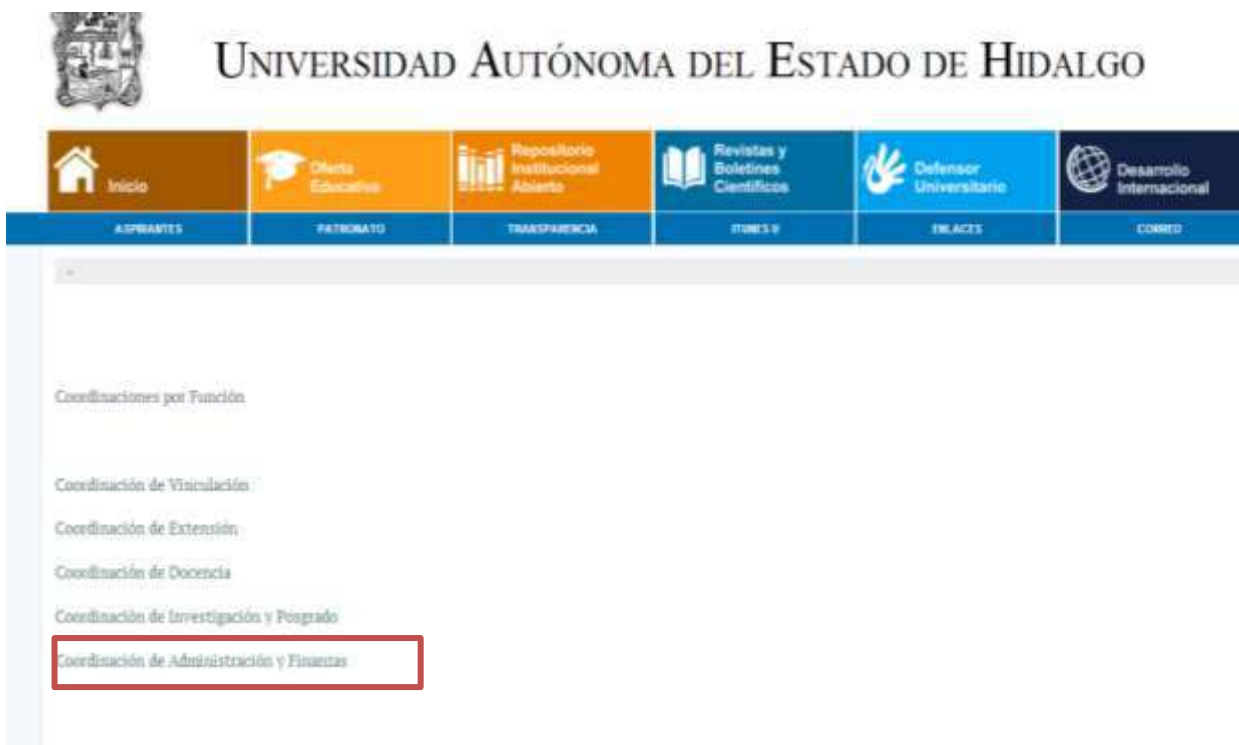 UNIVERSIDAD AUTÓNOMA DEL ESTADO DE HIDALGO
Inicio
Oferta
Educativa
Repositorio
Institucional
Abierto
Revistas y
Boletines
Científicos
Defensor
Universitario
Desarrollo
Internacional
ASPIRANTES
PATRONATO
TRANSPARENCIA
ITUNES U
ENLACES
CORREO
Coordinaciones por Función
Coordinación de Vinculación
Coordinación de Extensión
Coordinación de Docencia
Coordinación de Investigación y Posgrado
Coordinación de Administración y Finanzas